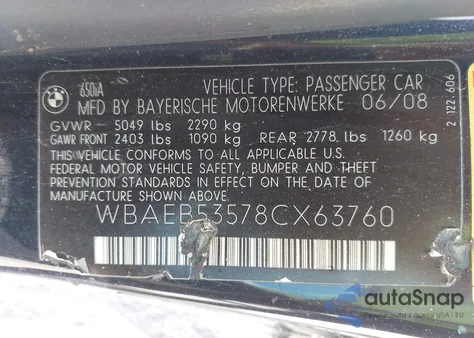 BMW
650iA
VEHICLE TYPE: PASSENGER CAR
MFD BY BAYERISCHE MOTORENWERKE 06/08
GVWR - 5049 lbs 2290 kg
GAWR FRONT 2403 lbs 1090 kg REAR 2778. lbs 1260 kg
THIS VEHICLE CONFORMS TO ALL APPLICABLE
FEDERAL MOTOR VEHICLE SAFETY, BUMPER AND THEFT
PREVENTION STANDARDS IN EFFECT ON THE DATE OF
MANUFACTURE SHOWN ABOVE.
WBAEB53578CX63760
2 122 606
autoSnap